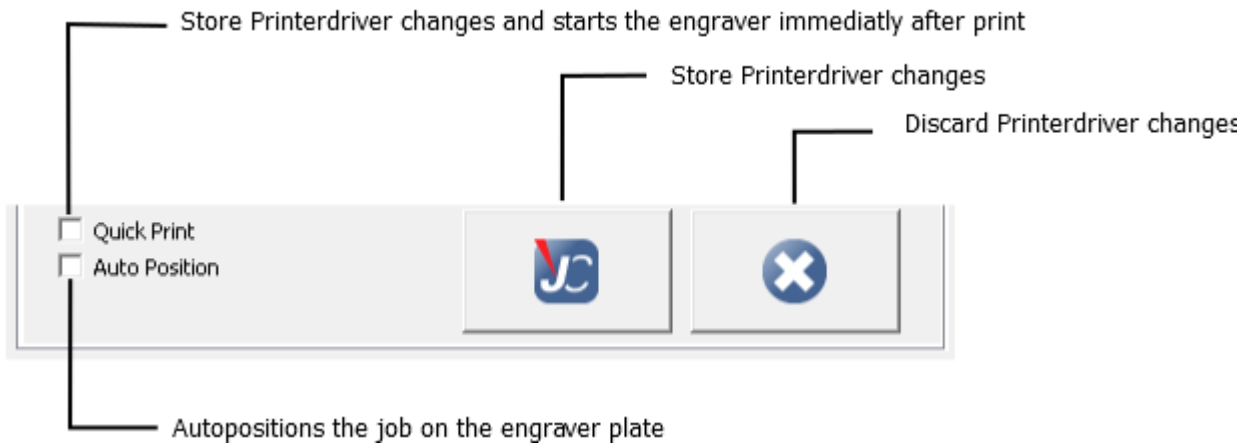 Store Printerdriver changes and starts the engraver immediatly after print
Store Printerdriver changes
Discard Printerdriver changes
Quick Print
Auto Position
JC
Autopositions the job on the engraver plate